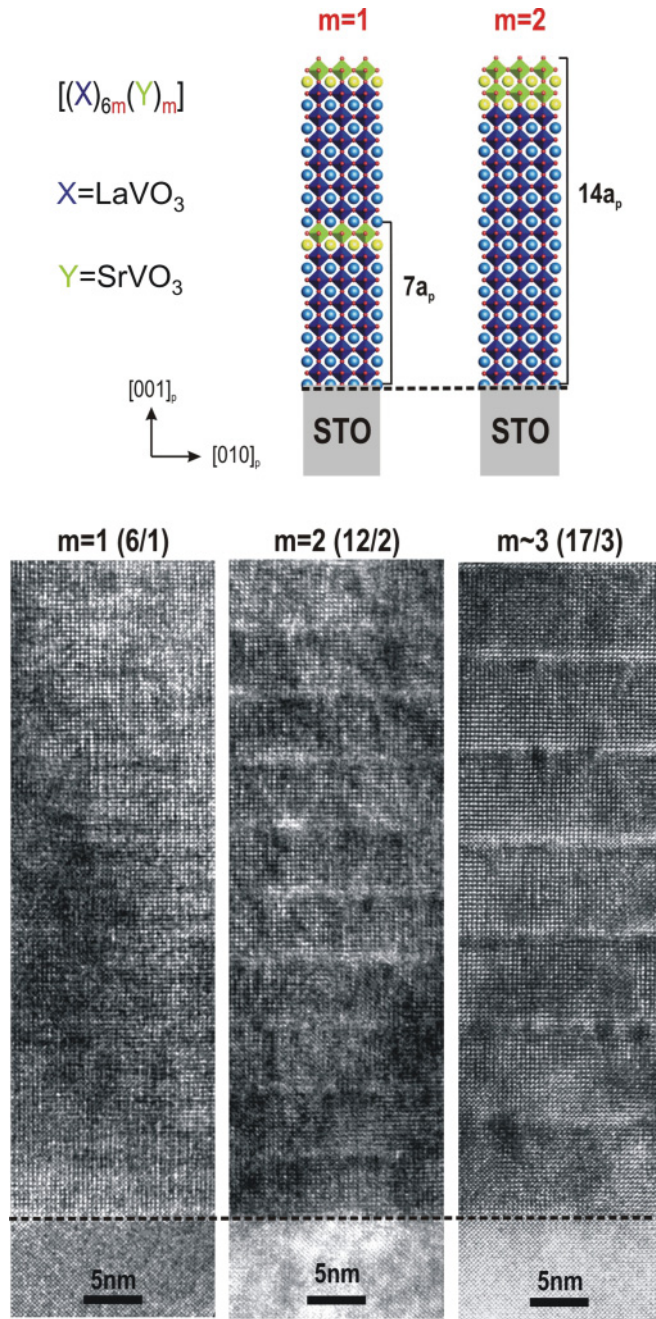 m=1 m=2
[(X)6m(Y)m]
X=LaVO3
Y=SrVO3
14aₚ
7aₚ
[001]ₚ
[010]ₚ
STO STO
m=1 (6/1) m=2 (12/2) m~3 (17/3)
5nm 5nm 5nm